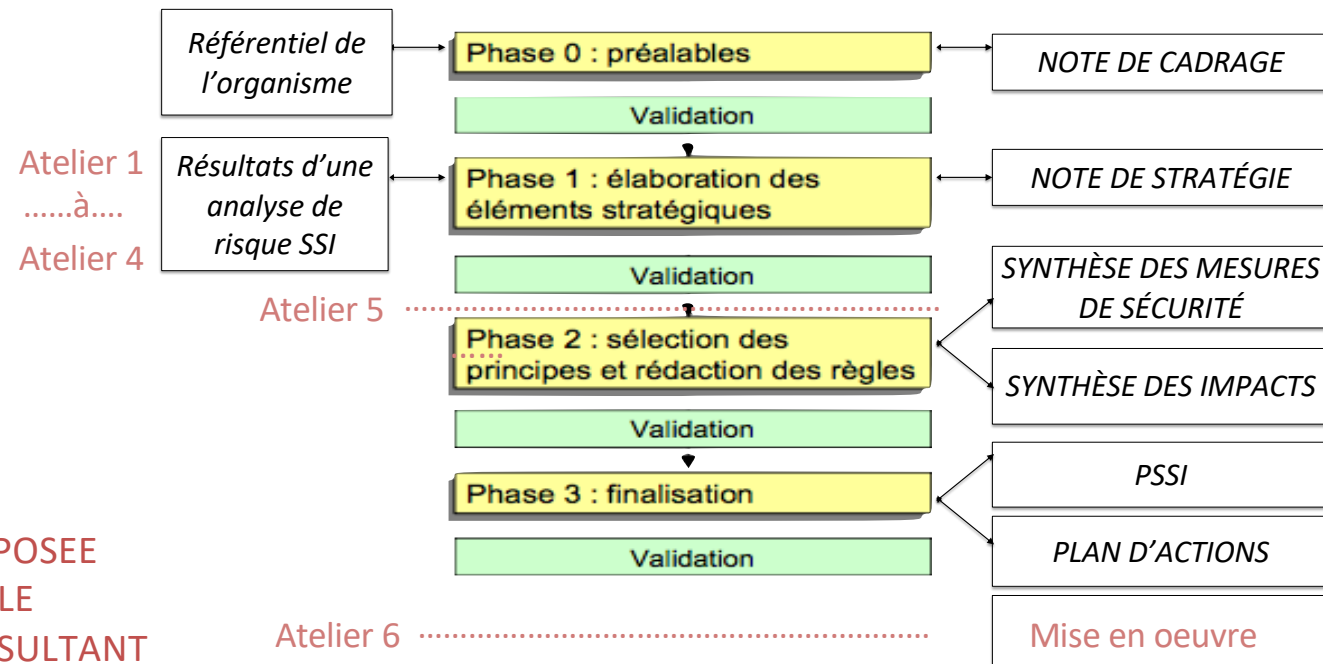 Référentiel de
l'organisme
Phase 0 : préalables
NOTE DE CADRAGE
Validation
Atelier 1
......à....
Atelier 4
Résultats d'une
analyse de
risque SSI
Phase 1 : élaboration des
éléments stratégiques
NOTE DE STRATÉGIE
Validation
Atelier 5
Phase 2 : sélection des
principes et rédaction des règles
SYNTHÈSE DES MESURES
DE SÉCURITÉ
SYNTHÈSE DES IMPACTS
Validation
Phase 3 : finalisation
PSSI
PLAN D'ACTIONS
Validation
POSEE
LE
SULTANT
Atelier 6
Mise en oeuvre